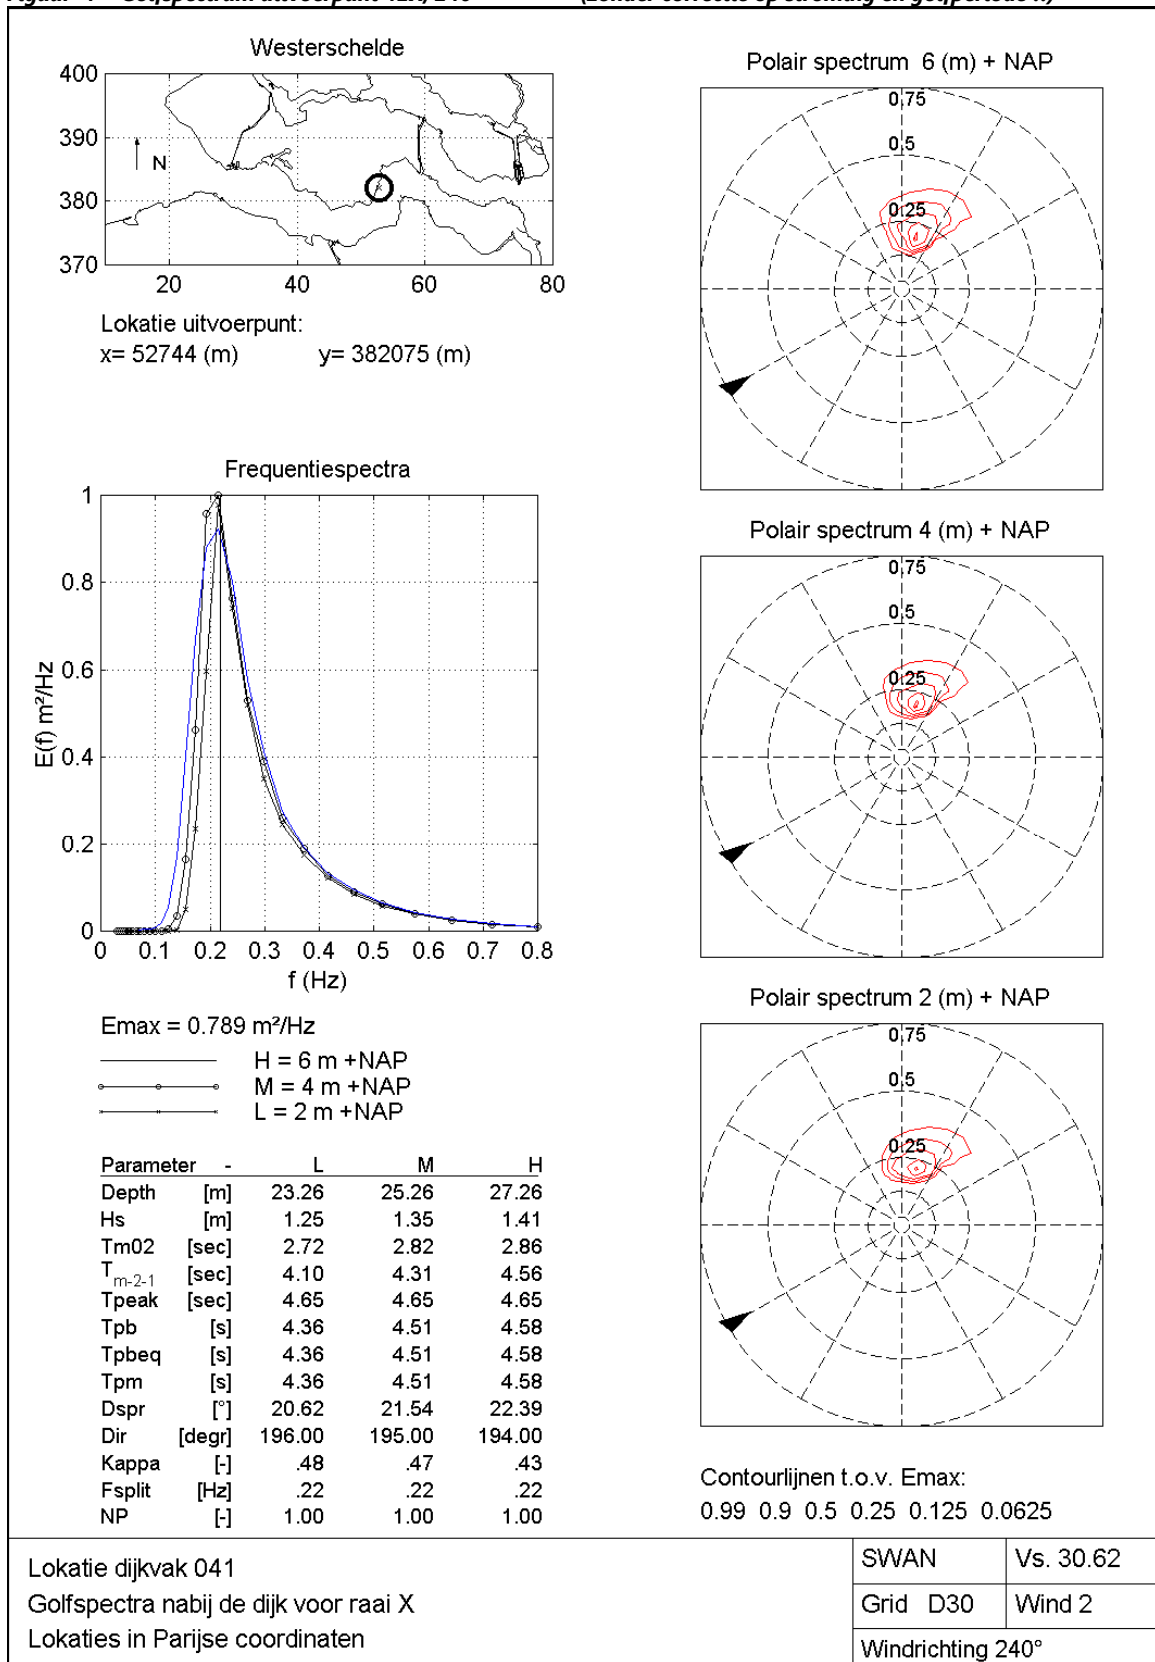 Westerschelde
400
390
380
370
N
20 40 60 80
Lokatie uitvoerpunt:
x= 52744 (m) y= 382075 (m)
Frequentiespectra
E(f) m²/Hz
1
0.8
0.6
0.4
0.2
0
0 0.1 0.2 0.3 0.4 0.5 0.6 0.7 0.8
f (Hz)
Emax = 0.789 m²/Hz
H = 6 m +NAP
M = 4 m +NAP
L = 2 m +NAP
Parameter - L M H
Depth [m] 23.26 25.26 27.26
Hs [m] 1.25 1.35 1.41
Tm02 [sec] 2.72 2.82 2.86
Tm-2-1 [sec] 4.10 4.31 4.56
Tpeak [sec] 4.65 4.65 4.65
Tpb [s] 4.36 4.51 4.58
Tpbeq [s] 4.36 4.51 4.58
Tpm [s] 4.36 4.51 4.58
Dspr [°] 20.62 21.54 22.39
Dir [degr] 196.00 195.00 194.00
Kappa [-] .48 .47 .43
Fsplit [Hz] .22 .22 .22
NP [-] 1.00 1.00 1.00
Polair spectrum 6 (m) + NAP
0.75
0.5
0.25
Polair spectrum 4 (m) + NAP
0.75
0.5
0.25
Polair spectrum 2 (m) + NAP
0.75
0.5
0.25
Contourlijnen t.o.v. Emax:
0.99 0.9 0.5 0.25 0.125 0.0625
Lokatie dijkvak 041
Golfspectra nabij de dijk voor raai X
Lokaties in Parijse coordinaten
SWAN Vs. 30.62
Grid D30 Wind 2
Windrichting 240°